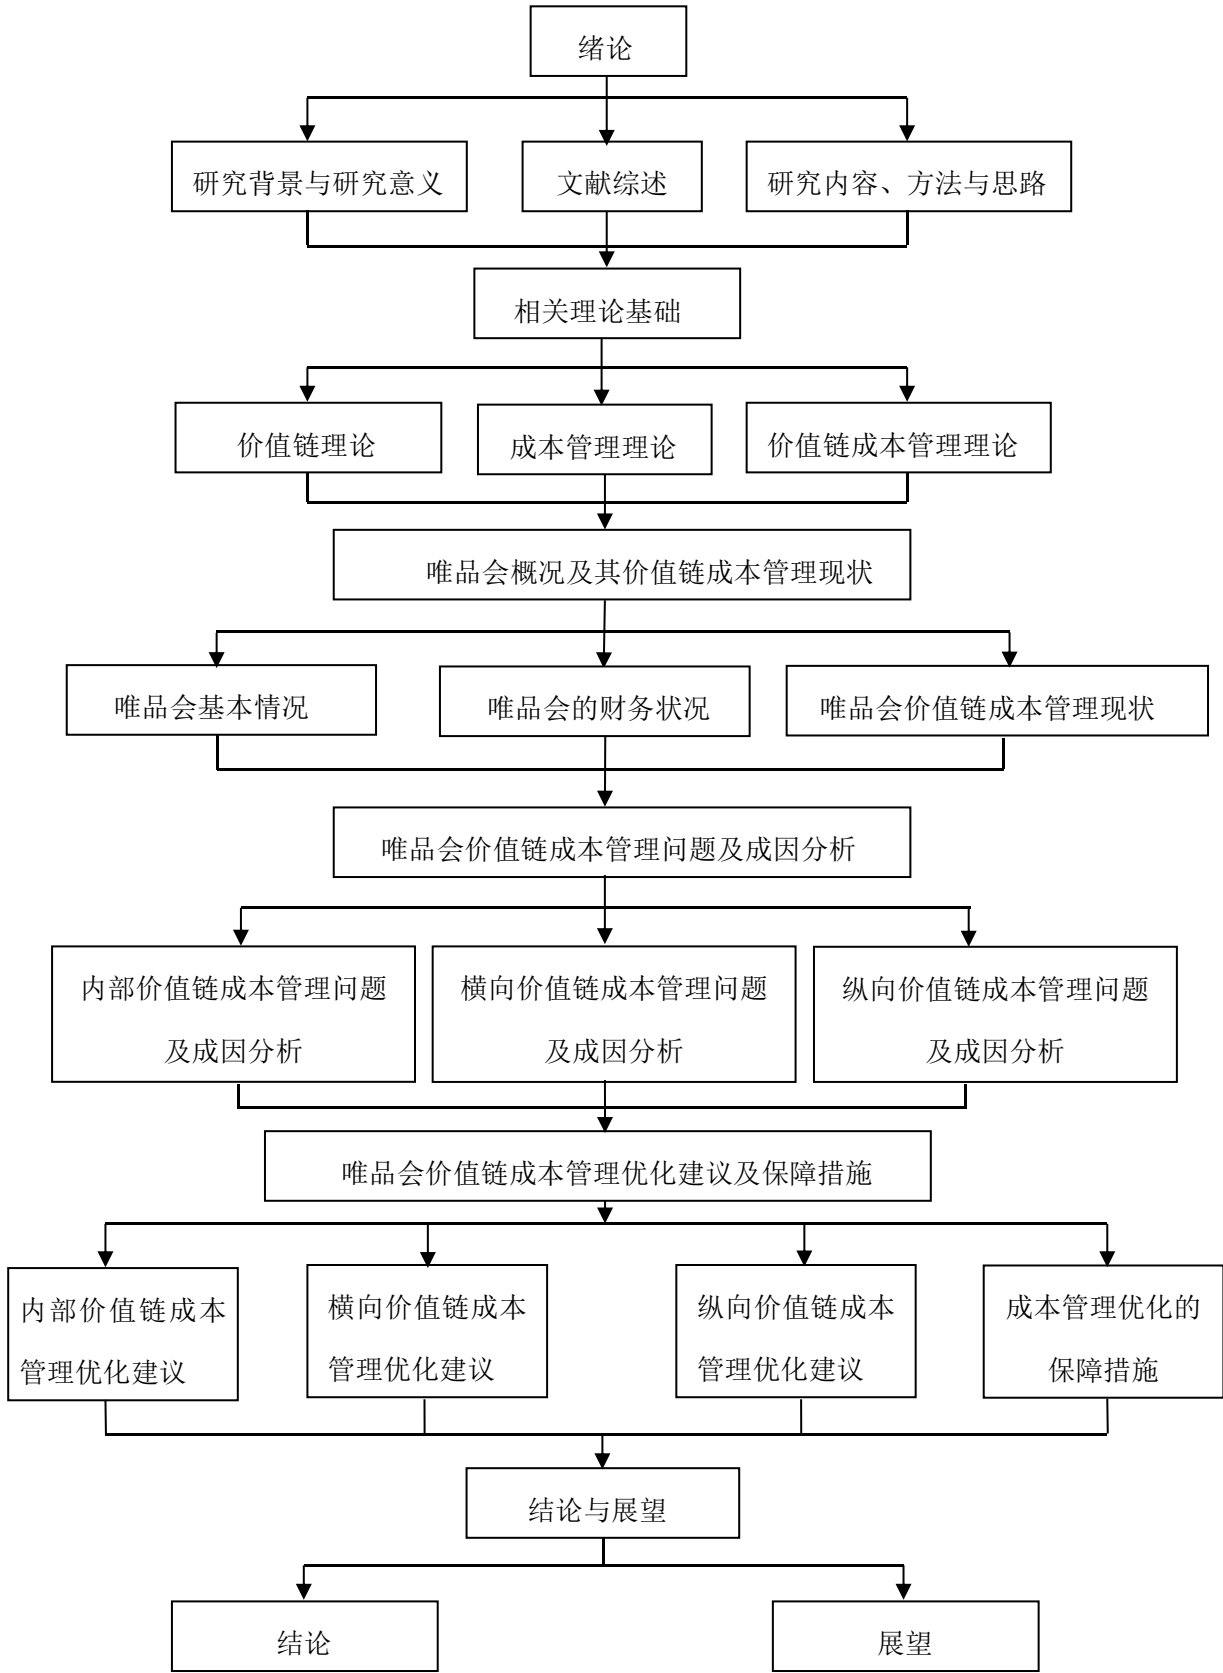 绪论
研究背景与研究意义
文献综述
研究内容、方法与思路
相关理论基础
价值链理论
成本管理理论
价值链成本管理理论
唯品会概况及其价值链成本管理现状
唯品会基本情况
唯品会的财务状况
唯品会价值链成本管理现状
唯品会价值链成本管理问题及成因分析
内部价值链成本管理问题
及成因分析
横向价值链成本管理问题
及成因分析
纵向价值链成本管理问题
及成因分析
唯品会价值链成本管理优化建议及保障措施
内部价值链成本
管理优化建议
横向价值链成本
管理优化建议
纵向价值链成本
管理优化建议
成本管理优化的
保障措施
结论与展望
结论
展望